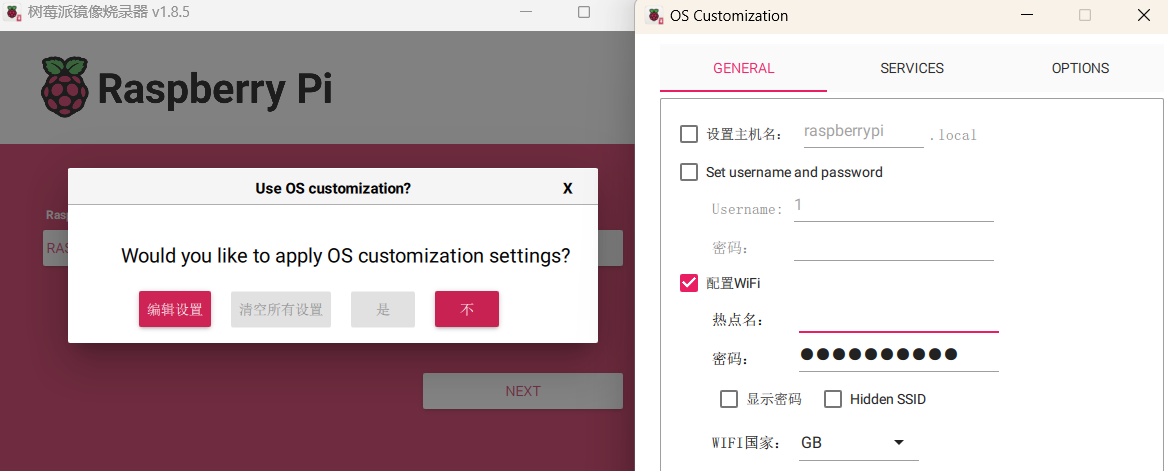 树莓派镜像烧录器 v1.8.5
Raspberry Pi
Rasp
RAS
Use OS customization?
X
Would you like to apply OS customization settings?
编辑设置
清空所有设置
是
不
NEXT
OS Customization
GENERAL
SERVICES
OPTIONS
设置主机名：
raspberrypi
.local
Set username and password
Username:
1
密码：
配置WiFi
热点名：
密码：
●●●●●●●●●●
显示密码
Hidden SSID
WIFI国家：
GB